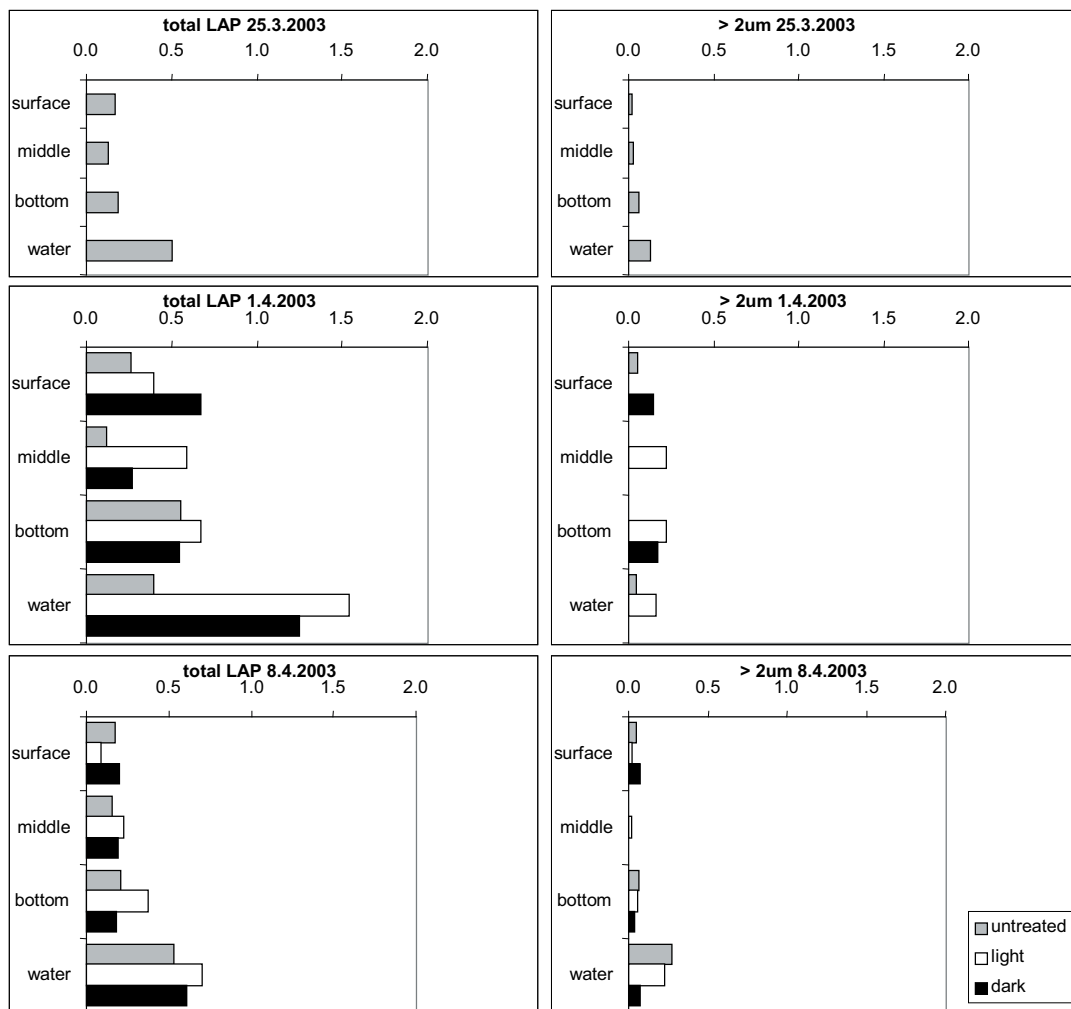 total LAP 25.3.2003
0.0 0.5 1.0 1.5 2.0
surface
middle
bottom
water
> 2um 25.3.2003
0.0 0.5 1.0 1.5 2.0
surface
middle
bottom
water
total LAP 1.4.2003
0.0 0.5 1.0 1.5 2.0
surface
middle
bottom
water
> 2um 1.4.2003
0.0 0.5 1.0 1.5 2.0
surface
middle
bottom
water
total LAP 8.4.2003
0.0 0.5 1.0 1.5 2.0
surface
middle
bottom
water
> 2um 8.4.2003
0.0 0.5 1.0 1.5 2.0
surface
middle
bottom
water
untreated
light
dark